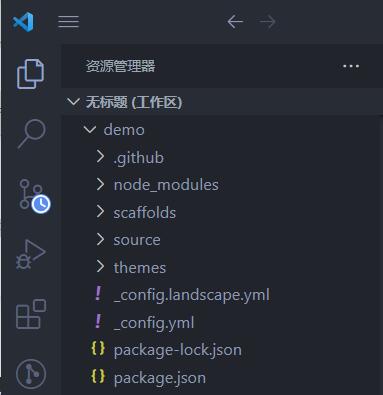 资源管理器
无标题 (工作区)
demo
.github
node_modules
scaffolds
source
themes
! _config.landscape.yml
! _config.yml
{} package-lock.json
{} package.json